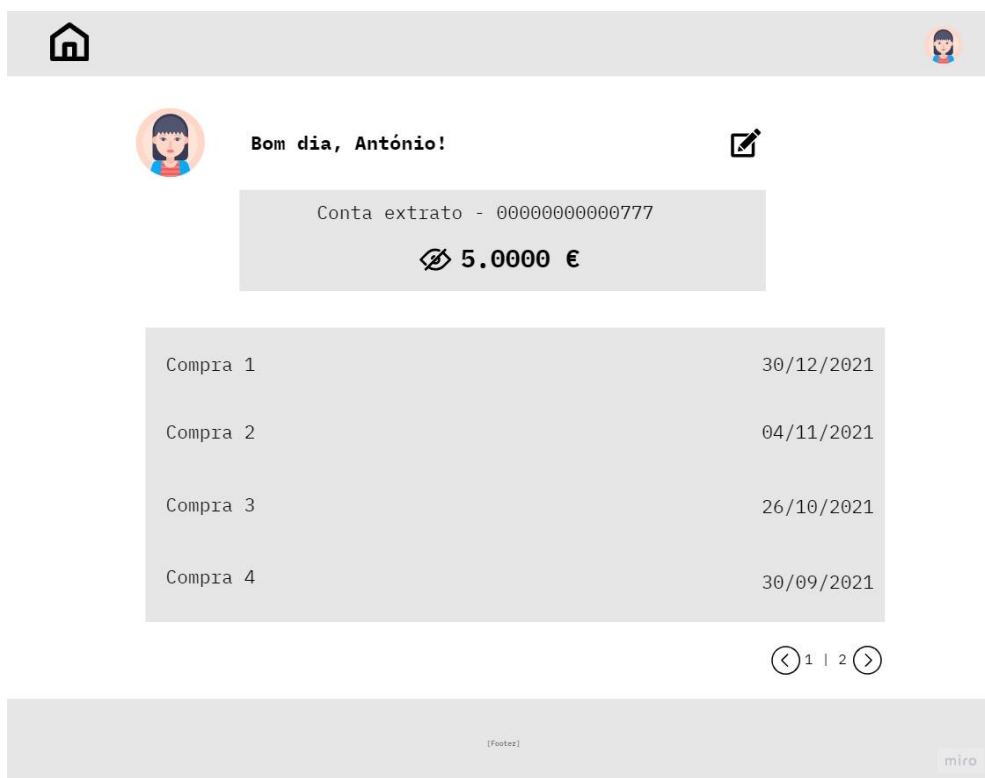 Bom dia, António!
Conta extrato - 00000000000777
5.0000 €
Compra 1 30/12/2021
Compra 2 04/11/2021
Compra 3 26/10/2021
Compra 4 30/09/2021
1 | 2
[Footer]
miro